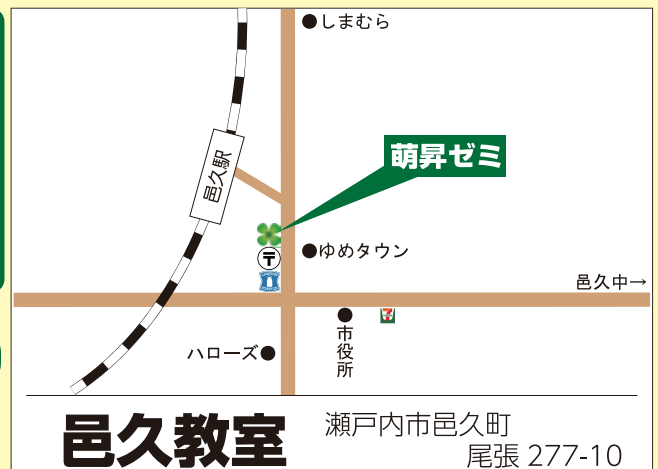 しまむら
萌昇ゼミ
邑久駅
〒
ゆめタウン
邑久中→
7
市役所
ハローズ
邑久教室
瀬戸内市邑久町
尾張 277-10